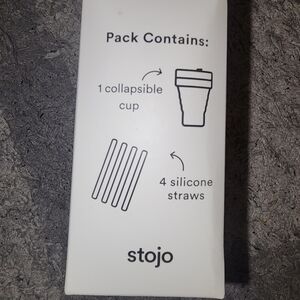 Pack Contains:
1 collapsible
cup
4 silicone
straws
stojo